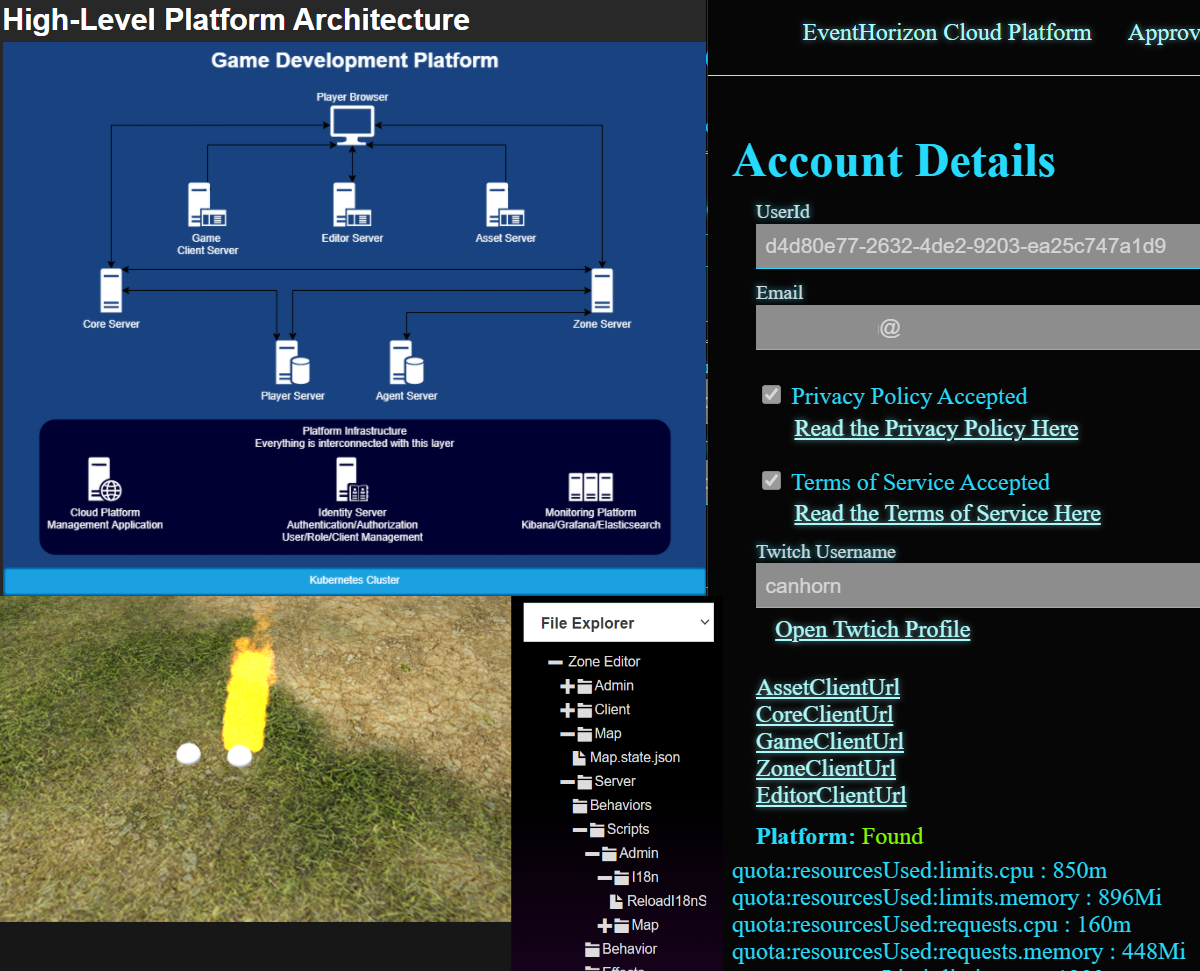 High-Level Platform Architecture
Game Development Platform
Player Browser
Game
Client Server
Editor Server
Asset Server
Core Server
Zone Server
Player Server
Agent Server
Platform Infrastructure
Everything is interconnected with this layer
Cloud Platform
Management Application
Identity Server
Authentication/Authorization
User/Role/Client Management
Monitoring Platform
Kibana/Grafana/Elasticsearch
Kubernetes Cluster
File Explorer
Zone Editor
Admin
Client
Map
Map.state.json
Server
Behaviors
Scripts
Admin
I18n
ReloadI18nS
Map
Behavior
Effects
EventHorizon Cloud Platform
Approv
Account Details
UserId
d4d80e77-2632-4de2-9203-ea25c747a1d9
Email
@
Privacy Policy Accepted
Read the Privacy Policy Here
Terms of Service Accepted
Read the Terms of Service Here
Twitch Username
canhorn
Open Twtich Profile
AssetClientUrl
CoreClientUrl
GameClientUrl
ZoneClientUrl
EditorClientUrl
Platform: Found
quota:resourcesUsed:limits.cpu : 850m
quota:resourcesUsed:limits.memory : 896Mi
quota:resourcesUsed:requests.cpu : 160m
quota:resourcesUsed:requests.memory : 448Mi